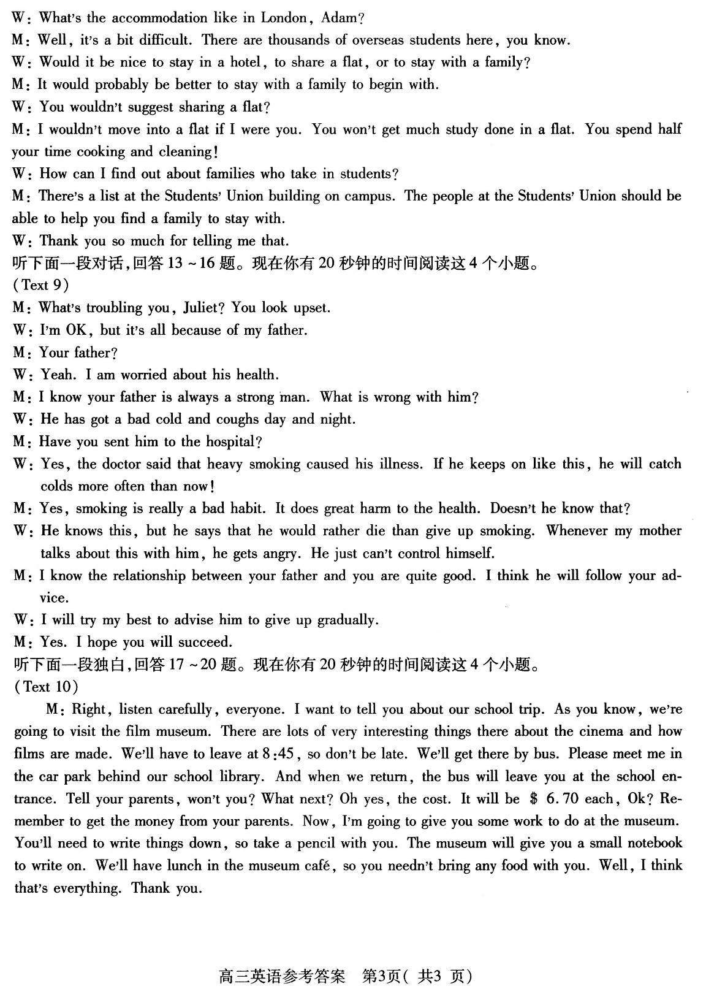 W: What's the accommodation like in London, Adam?
M: Well, it's a bit difficult. There are thousands of overseas students here, you know.
W: Would it be nice to stay in a hotel, to share a flat, or to stay with a family?
M: It would probably be better to stay with a family to begin with.
W: You wouldn't suggest sharing a flat?
M: I wouldn't move into a flat if I were you. You won't get much study done in a flat. You spend half
your time cooking and cleaning!
W: How can I find out about families who take in students?
M: There's a list at the Students' Union building on campus. The people at the Students' Union should be
able to help you find a family to stay with.
W: Thank you so much for telling me that.
听下面一段对话,回答 13 ~ 16 题。现在你有 20 秒钟的时间阅读这 4 个小题。
(Text 9)
M: What's troubling you, Juliet? You look upset.
W: I'm OK, but it's all because of my father.
M: Your father?
W: Yeah. I am worried about his health.
M: I know your father is always a strong man. What is wrong with him?
W: He has got a bad cold and coughs day and night.
M: Have you sent him to the hospital?
W: Yes, the doctor said that heavy smoking caused his illness. If he keeps on like this, he will catch
colds more often than now!
M: Yes, smoking is really a bad habit. It does great harm to the health. Doesn't he know that?
W: He knows this, but he says that he would rather die than give up smoking. Whenever my mother
talks about this with him, he gets angry. He just can't control himself.
M: I know the relationship between your father and you are quite good. I think he will follow your ad-
vice.
W: I will try my best to advise him to give up gradually.
M: Yes. I hope you will succeed.
听下面一段独白,回答 17 ~ 20 题。现在你有 20 秒钟的时间阅读这 4 个小题。
(Text 10)
M: Right, listen carefully, everyone. I want to tell you about our school trip. As you know, we're
going to visit the film museum. There are lots of very interesting things there about the cinema and how
films are made. We'll have to leave at 8:45, so don't be late. We'll get there by bus. Please meet me in
the car park behind our school library. And when we return, the bus will leave you at the school en-
trance. Tell your parents, won't you? What next? Oh yes, the cost. It will be $ 6.70 each, Ok? Re-
member to get the money from your parents. Now, I'm going to give you some work to do at the museum.
You'll need to write things down, so take a pencil with you. The museum will give you a small notebook
to write on. We'll have lunch in the museum café, so you needn't bring any food with you. Well, I think
that's everything. Thank you.
高三英语参考答案 第3页( 共3 页)